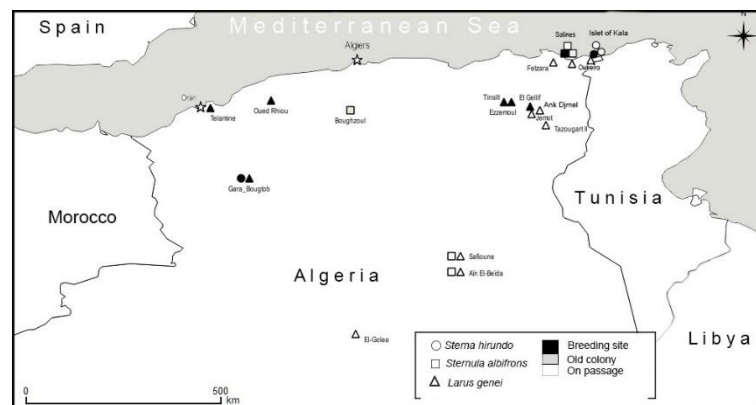 Mediterranean Sea
Spain
Salines
Islet of Kala
Algiers
Fetzara
Oubeira
Oran
Telamine
Oued Rhiou
Boughzoul
Tinsilt
El Gellif
Ank Djmel
Ezzemoul
Jemot
Tazougart II
Gara_Bougtob
Tunisia
Morocco
Sefioune
Ain El-Beida
Algeria
El-Golea
Libya
Sterna hirundo
Sternula albifrons
Larus genei
Breeding site
Old colony
On passage
0
500
km